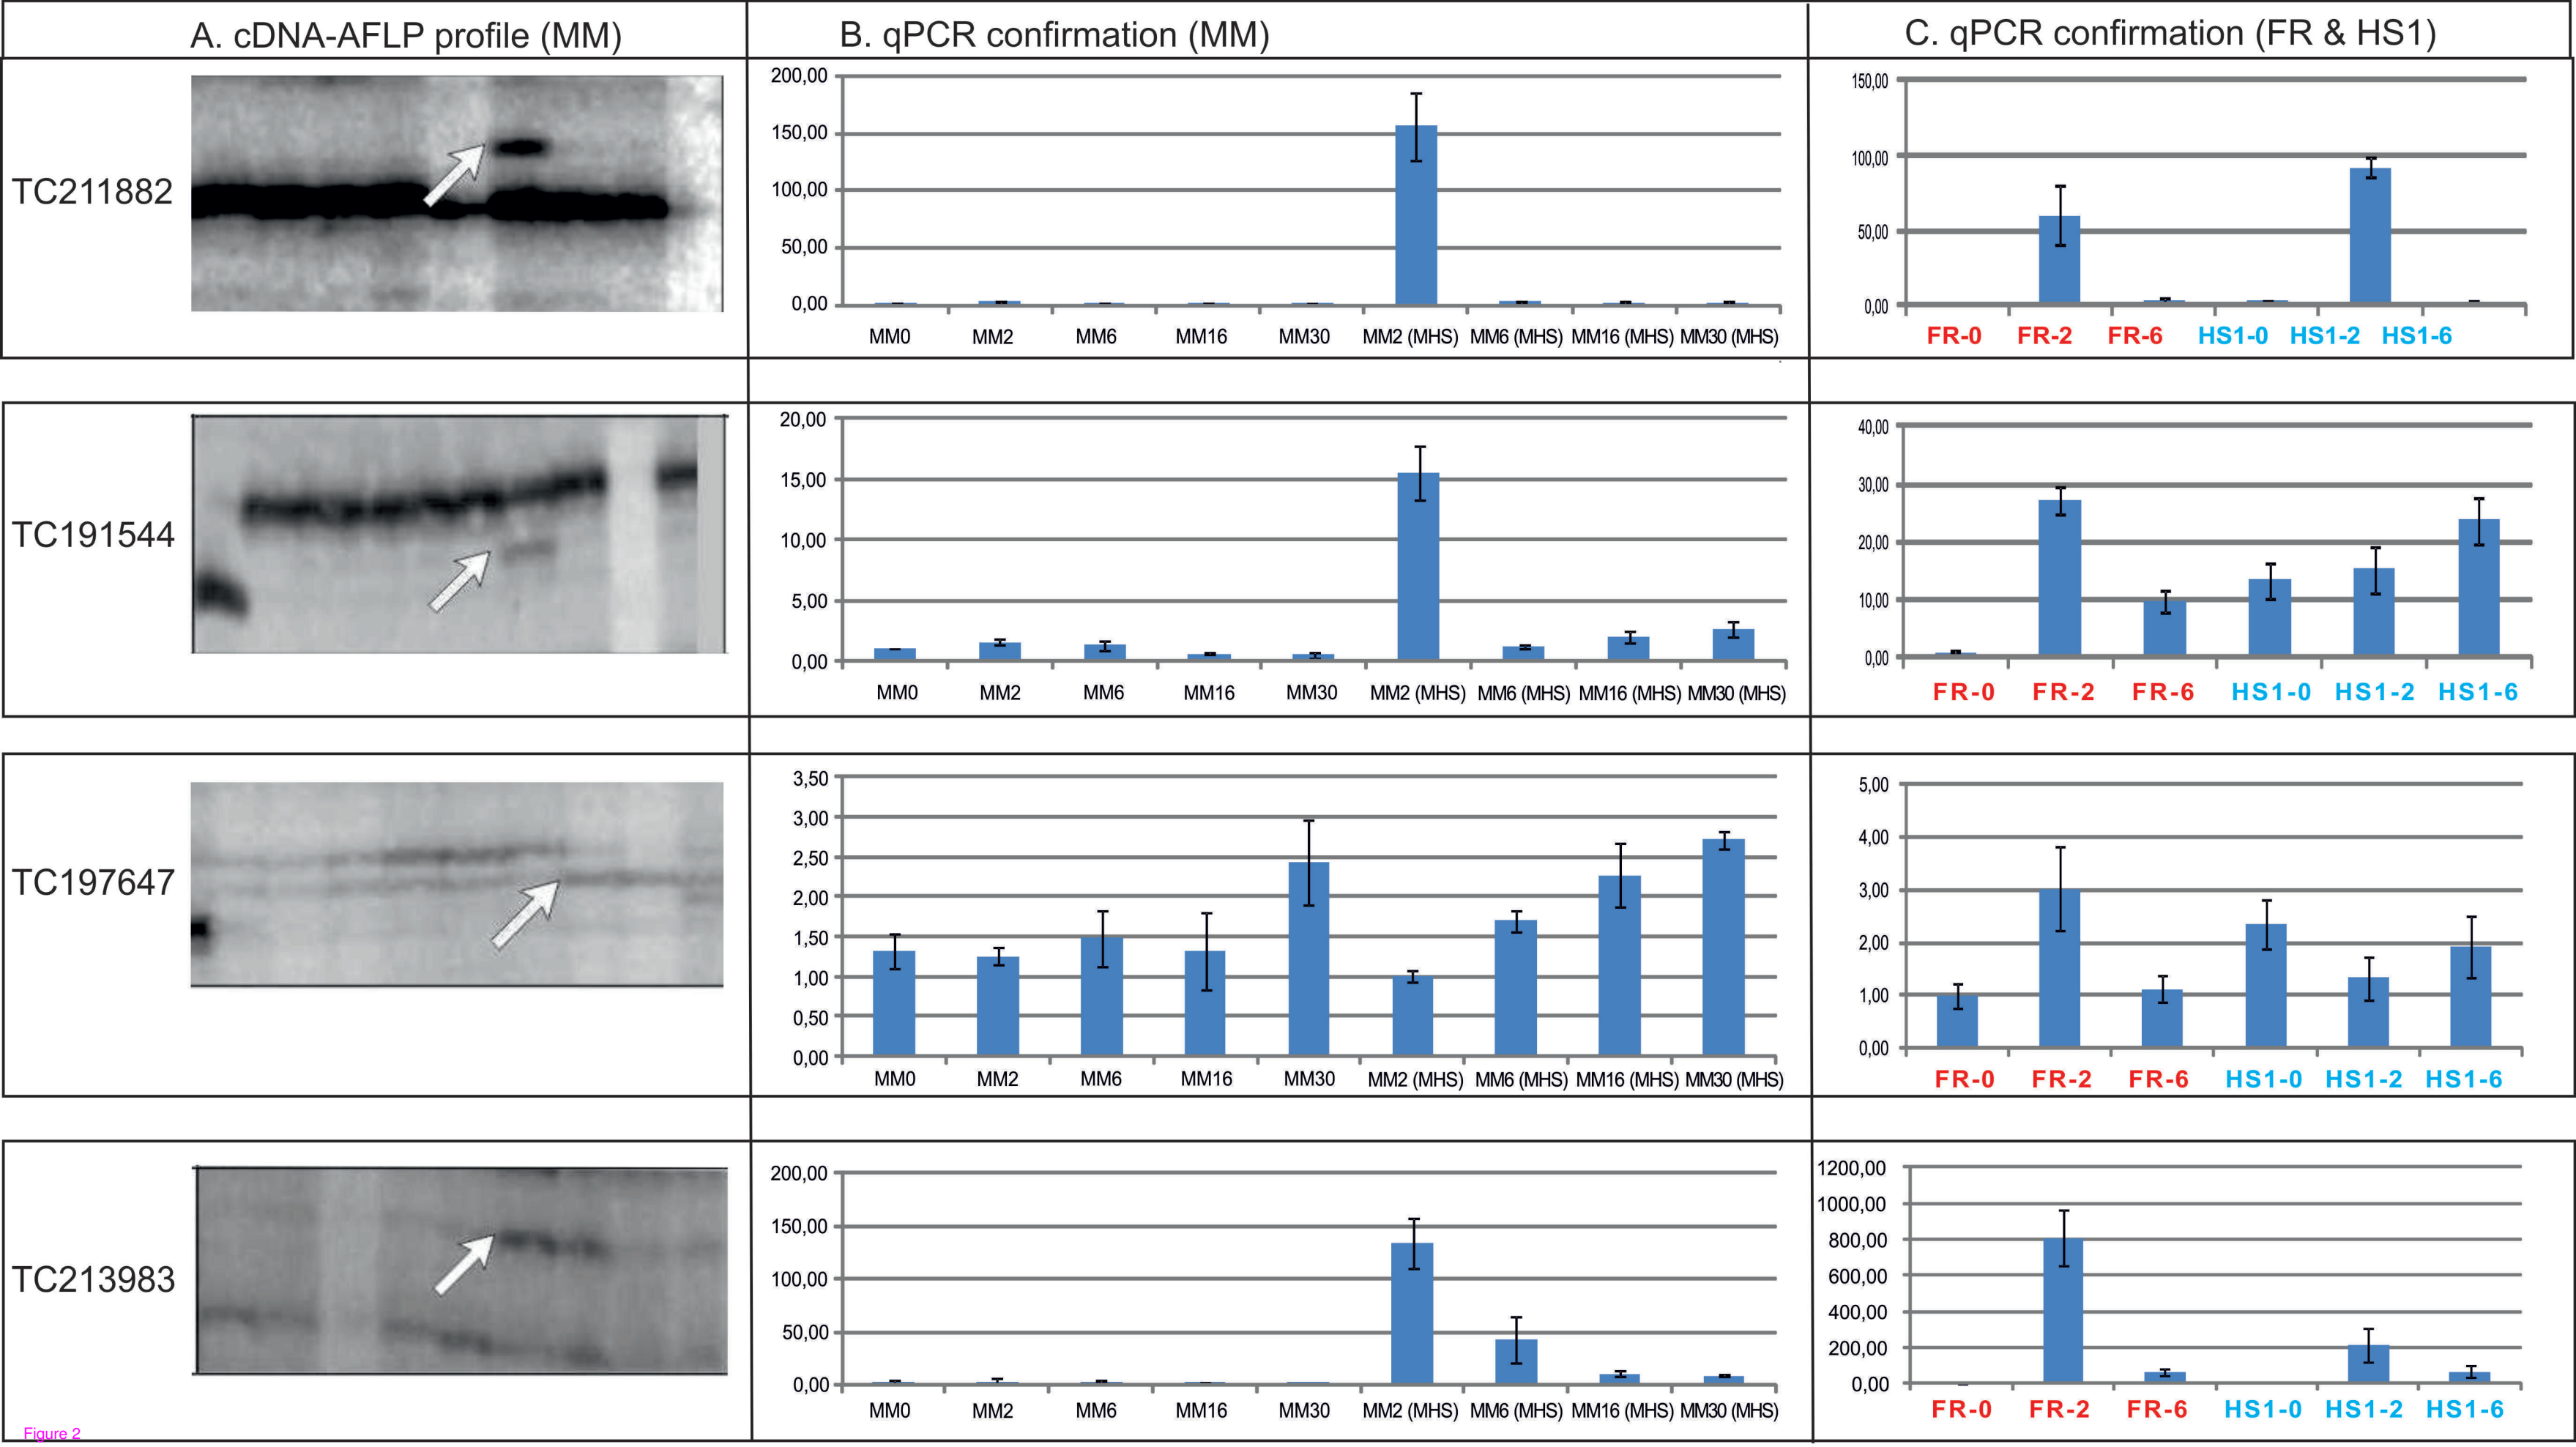 A. cDNA-AFLP profile (MM)
B. qPCR confirmation (MM)
C. qPCR confirmation (FR & HS1)
TC211882
200,00
150,00
100,00
50,00
0,00
MM0 MM2 MM6 MM16 MM30 MM2 (MHS) MM6 (MHS) MM16 (MHS) MM30 (MHS)
150,00
100,00
50,00
0,00
FR-0 FR-2 FR-6 HS1-0 HS1-2 HS1-6
TC191544
20,00
15,00
10,00
5,00
0,00
MM0 MM2 MM6 MM16 MM30 MM2 (MHS) MM6 (MHS) MM16 (MHS) MM30 (MHS)
40,00
30,00
20,00
10,00
0,00
FR-0 FR-2 FR-6 HS1-0 HS1-2 HS1-6
TC197647
3,50
3,00
2,50
2,00
1,50
1,00
0,50
0,00
MM0 MM2 MM6 MM16 MM30 MM2 (MHS) MM6 (MHS) MM16 (MHS) MM30 (MHS)
5,00
4,00
3,00
2,00
1,00
0,00
FR-0 FR-2 FR-6 HS1-0 HS1-2 HS1-6
TC213983
200,00
150,00
100,00
50,00
0,00
MM0 MM2 MM6 MM16 MM30 MM2 (MHS) MM6 (MHS) MM16 (MHS) MM30 (MHS)
1200,00
1000,00
800,00
600,00
400,00
200,00
0,00
FR-0 FR-2 FR-6 HS1-0 HS1-2 HS1-6
Figure 2